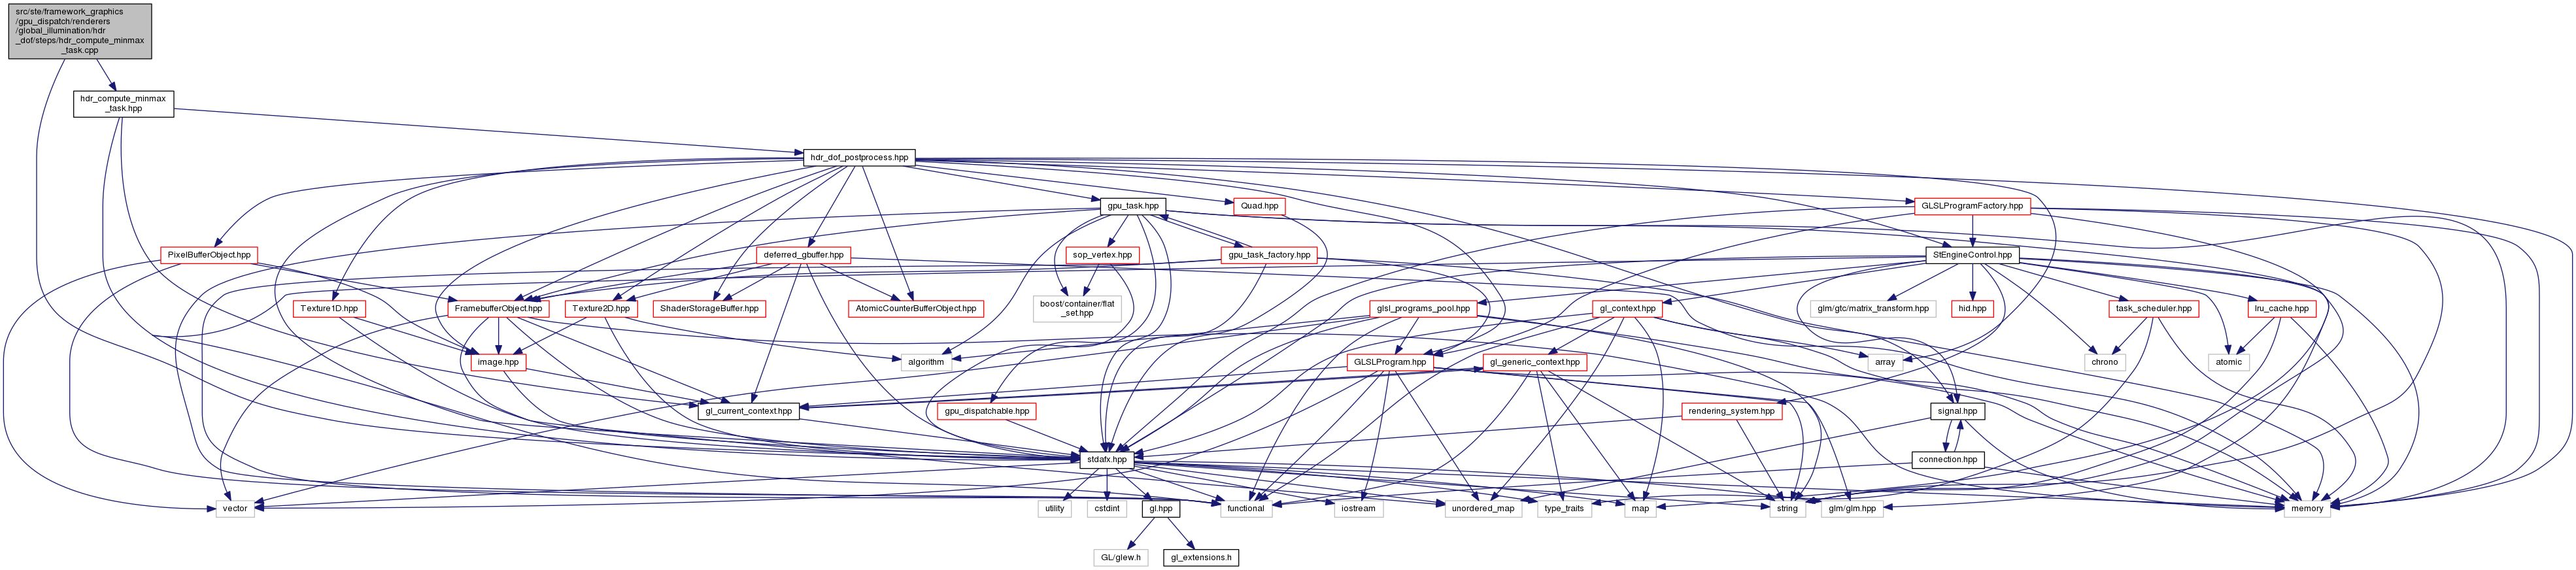 src/ste/framework_graphics
/gpu_dispatch/renderers
/global_illumination/hdr
_dof/steps/hdr_compute_minmax
_task.cpp
hdr_compute_minmax
_task.hpp
hdr_dof_postprocess.hpp
gpu_task.hpp
Quad.hpp
GLSLProgramFactory.hpp
PixelBufferObject.hpp
deferred_gbuffer.hpp
sop_vertex.hpp
gpu_task_factory.hpp
StEngineControl.hpp
Texture1D.hpp
FramebufferObject.hpp
Texture2D.hpp
ShaderStorageBuffer.hpp
AtomicCounterBufferObject.hpp
boost/container/flat
_set.hpp
glsl_programs_pool.hpp
gl_context.hpp
glm/gtc/matrix_transform.hpp
hid.hpp
task_scheduler.hpp
lru_cache.hpp
image.hpp
algorithm
GLSLProgram.hpp
gl_generic_context.hpp
array
chrono
atomic
gl_current_context.hpp
gpu_dispatchable.hpp
rendering_system.hpp
signal.hpp
stdafx.hpp
connection.hpp
vector
utility
cstdint
gl.hpp
functional
iostream
unordered_map
type_traits
map
string
glm/glm.hpp
memory
GL/glew.h
gl_extensions.h